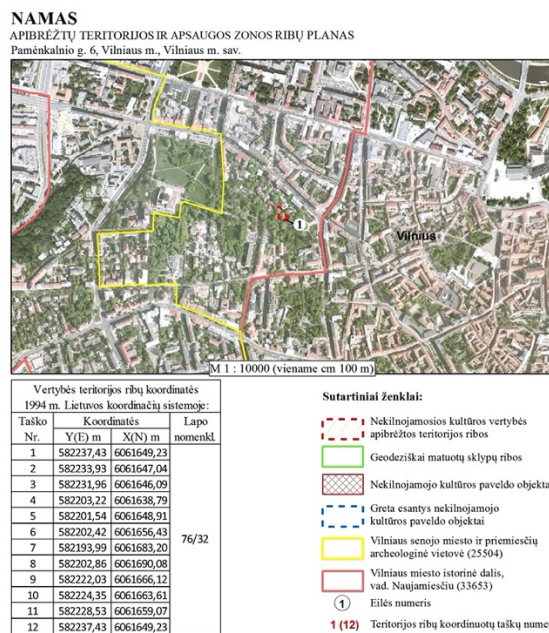 NAMAS
APIBRĖŽTŲ TERITORIJOS IR APSAUGOS ZONOS RIBŲ PLANAS
Pamėnkalnio g. 6, Vilniaus m., Vilniaus m. sav.
1
Vilnius
M 1 : 10000 (viename cm 100 m)
Vertybės teritorijos ribų koordinatės
1994 m. Lietuvos koordinačių sistemoje:
Taško Nr. Koordinatės Lapo nomenkl.
Y(E) m X(N) m
1 582237,43 6061649,23
2 582233,93 6061647,04
3 582231,96 6061646,09
4 582203,22 6061638,79
5 582201,54 6061648,91
6 582202,42 6061656,43
7 582193,99 6061683,20
8 582202,86 6061690,08
9 582222,03 6061666,12
10 582224,35 6061663,61
11 582228,53 6061659,07
12 582237,43 6061649,23
76/32
Sutartiniai ženklai:
Nekilnojamosios kultūros vertybės
apibrėžtos teritorijos ribos
Geodeziškai matuotų sklypų ribos
Nekilnojamojo kultūros paveldo objekta
Greta esantys nekilnojamojo
kultūros paveldo objektai
Vilniaus senojo miesto ir priemiesčių
archeologinė vietovė (25504)
Vilniaus miesto istorinė dalis,
vad. Naujamiesčiu (33653)
1 Eilės numeris
1 (12) Teritorijos ribų koordinuotų taškų nume